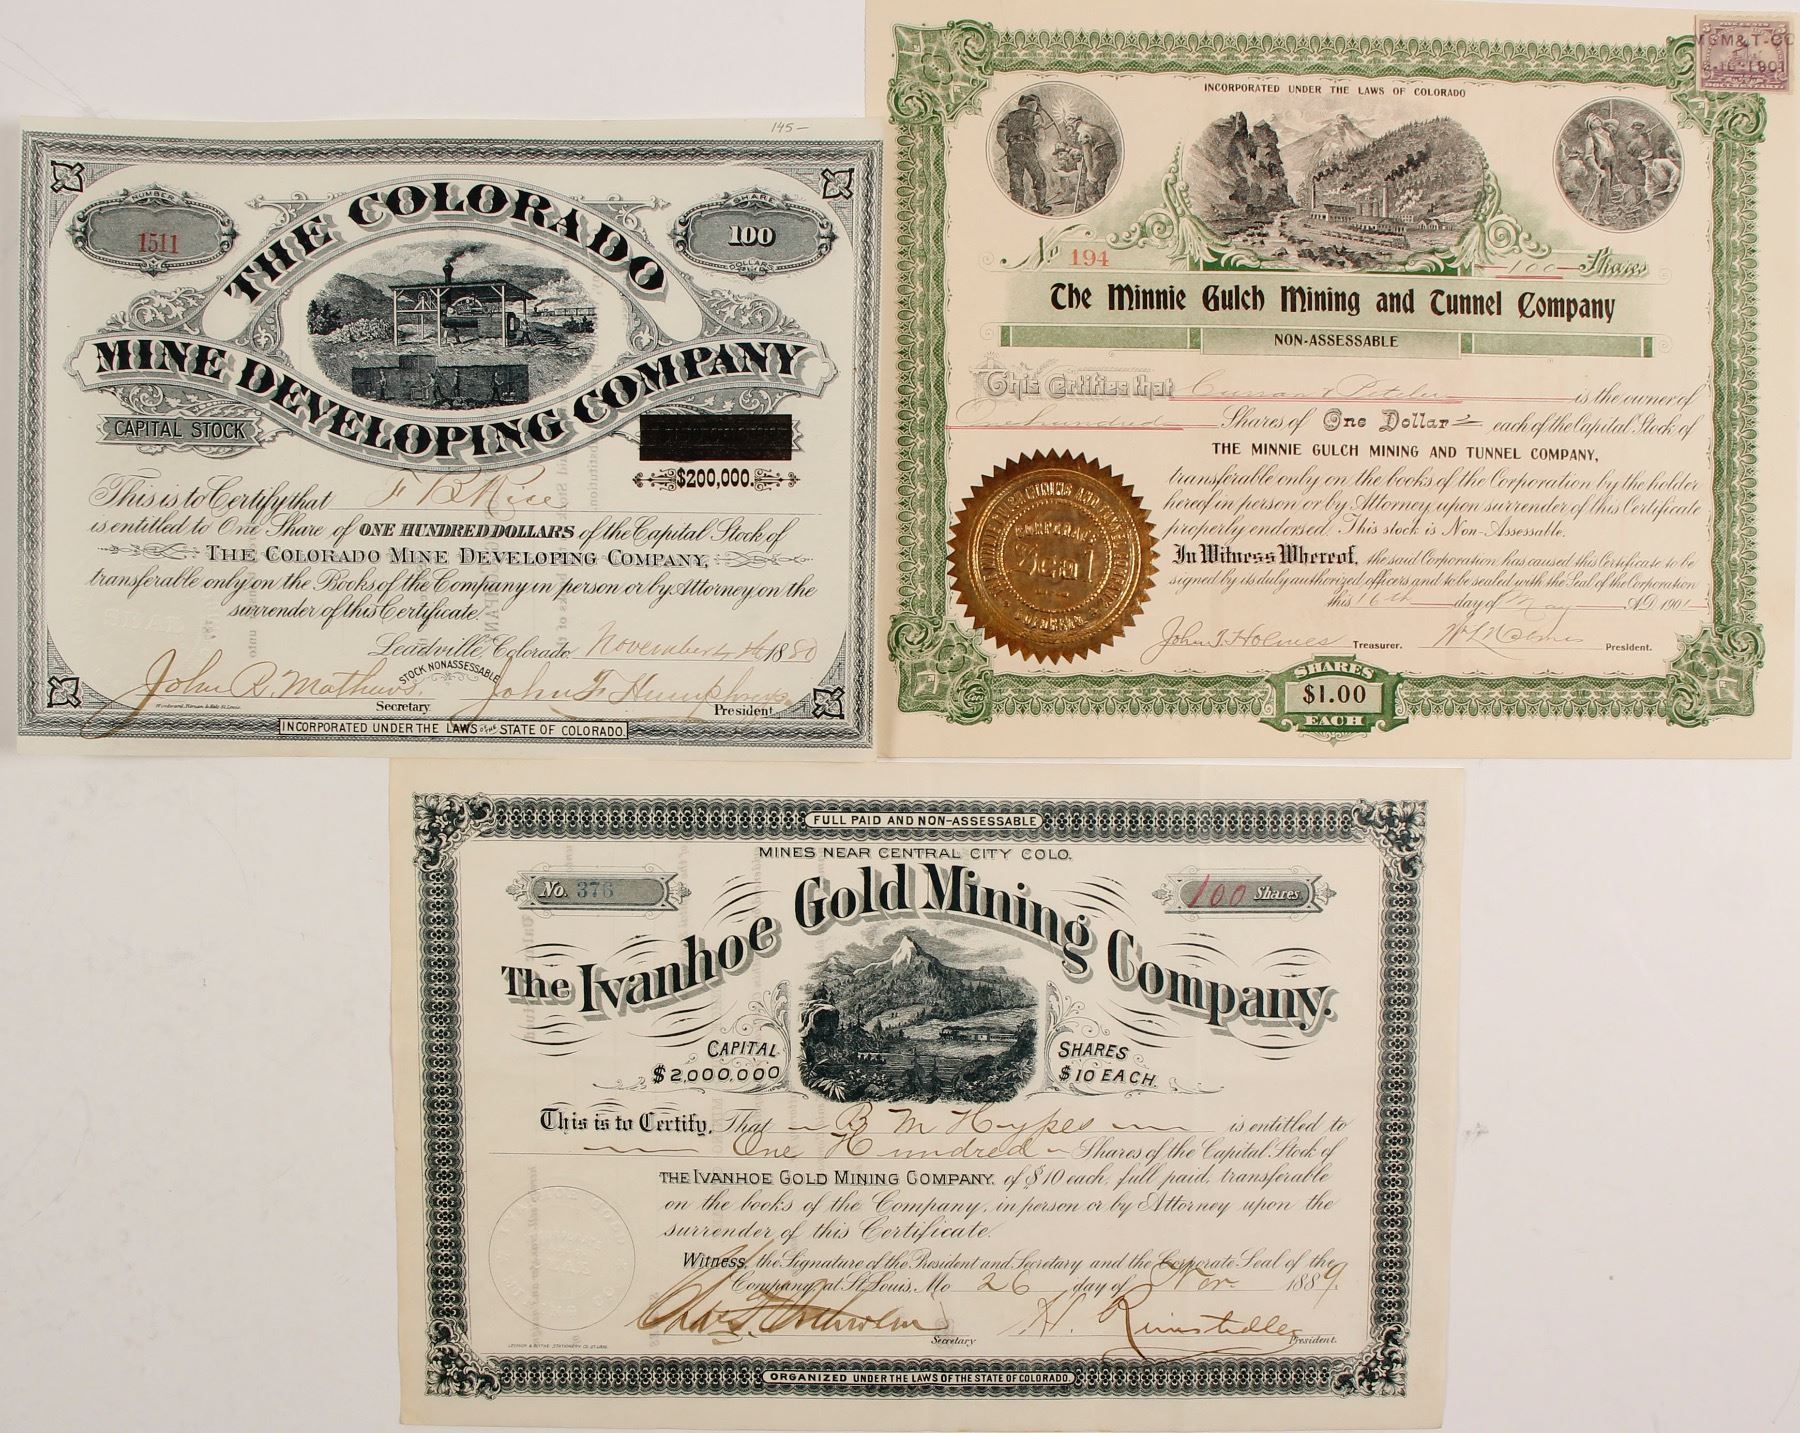 145-
NUMBER
1511
SHARE
100
DOLLARS
THE COLORADO
MINE DEVELOPING COMPANY
CAPITAL STOCK
$200,000.
This is to Certify that F B Rice
is entitled to One Share of ONE HUNDRED DOLLARS of the Capital Stock of
THE COLORADO MINE DEVELOPING COMPANY,
transferable only on the Books of the Company in person or by Attorney on the
surrender of this Certificate.
Leadville, Colorado, November 1880
STOCK NONASSESSABLE
John R. Mathews, Secretary.
John F Humphreys President.
INCORPORATED UNDER THE LAWS OF THE STATE OF COLORADO.
M.G.M.& T.-CO
5-16-1901
DOCUMENTARY
INCORPORATED UNDER THE LAWS OF COLORADO
No. 194
100 Shares
The Minnie Gulch Mining and Tunnel Company
NON-ASSESSABLE
This Certifies that Curran & is the owner of
One hundred Shares of One Dollar each of the Capital Stock of
THE MINNIE GULCH MINING AND TUNNEL COMPANY,
transferable only on the books of the Corporation by the holder
hereof in person or by Attorney upon surrender of this Certificate
properly endorsed. This stock is Non-Assessable.
In Witness Whereof, the said Corporation has caused this Certificate to be
signed by its duly authorized officers and to be sealed with the Seal of the Corporation
this 16th day of May A.D. 1901
John T. Holmes Treasurer.
President.
CORPORATE
Seal
COLORADO
SHARES
$1.00
EACH
FULL PAID AND NON-ASSESSABLE
MINES NEAR CENTRAL CITY COLO.
No. 376
100 Shares
The Ivanhoe Gold Mining Company.
CAPITAL
$2,000,000
SHARES
$10 EACH.
This is to Certify, That B M Hypes is entitled to
One Hundred Shares of the Capital Stock of
THE IVANHOE GOLD MINING COMPANY, of $10 each, full paid, transferable
on the books of the Company, in person or by Attorney upon the
surrender of this Certificate.
Witness, the Signature of the President and Secretary and the Corporate Seal of the
Company at St. Louis, Mo 26 day of Nov 1889.
Secretary
President.
ORGANIZED UNDER THE LAWS OF THE STATE OF COLORADO